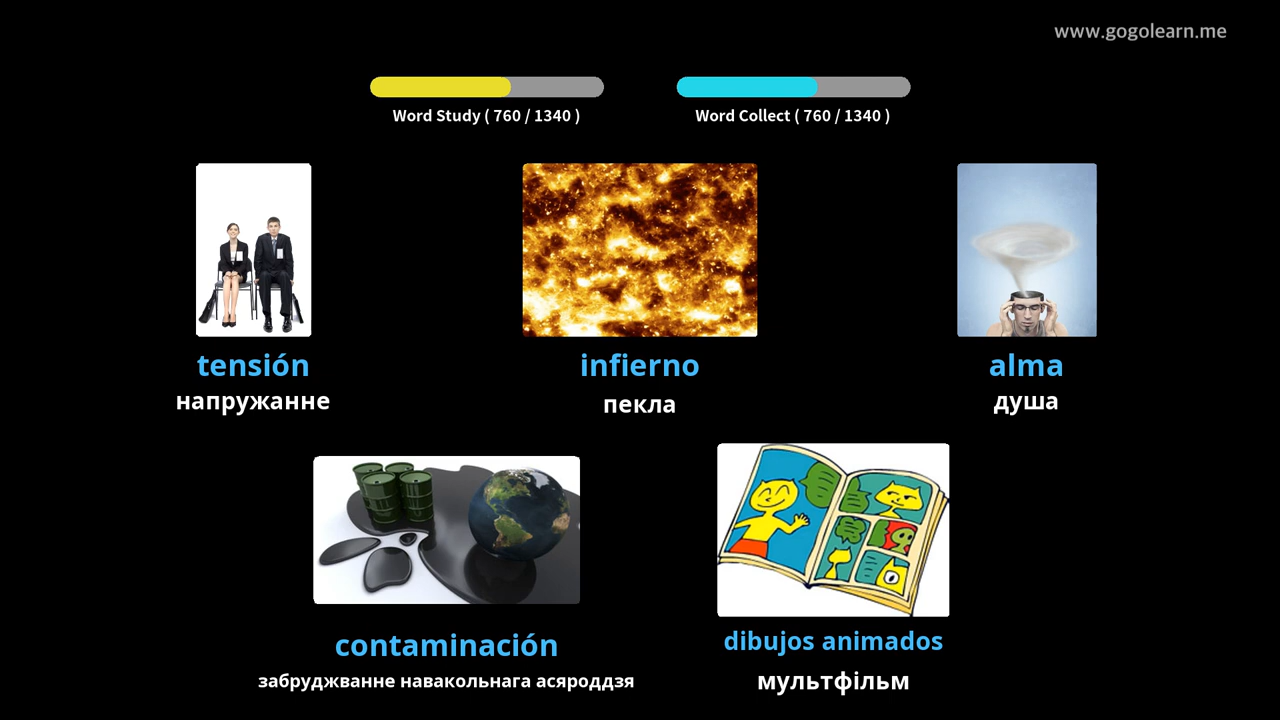 www.gogolearn.me
Word Study ( 760 / 1340 )
Word Collect ( 760 / 1340 )
tensión
напружанне
infierno
пекла
alma
душа
contaminación
забруджванне навакольнага асяроддзя
dibujos animados
мультфільм